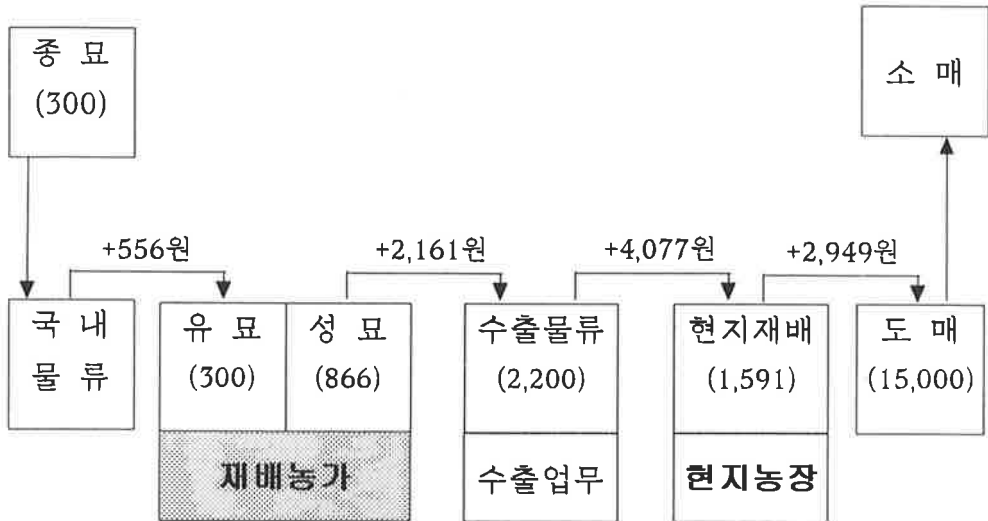 종 묘
(300)
소 매
+556원
+2,161원
+4,077원
+2,949원
국 내
물 류
유 묘
(300)
성 묘
(866)
수출물류
(2,200)
현지재배
(1,591)
도 매
(15,000)
재배농가
수출업무
현지농장